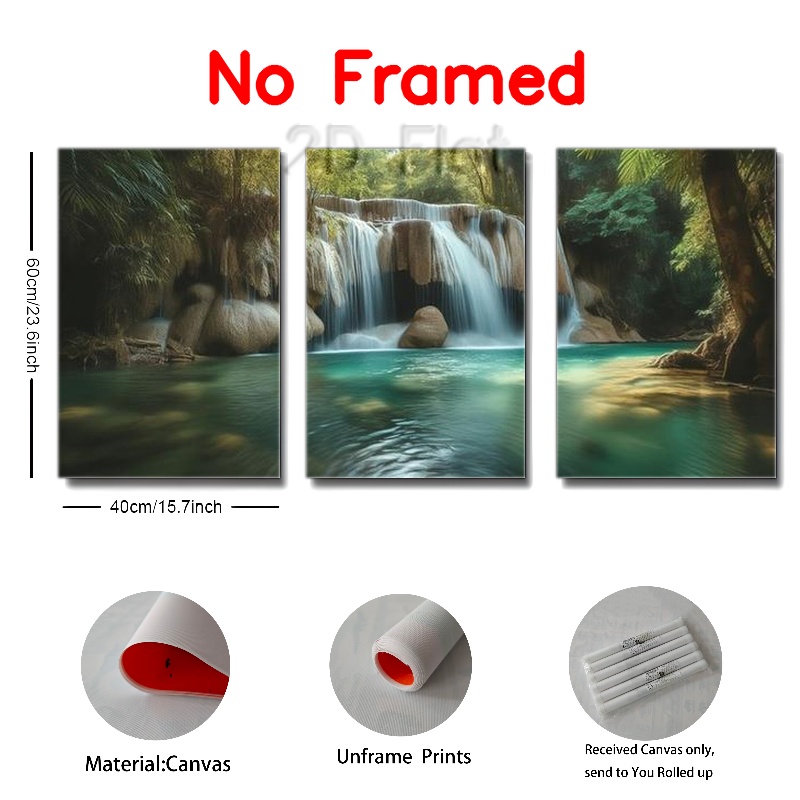 No Framed
2D Flat
60cm/23.6inch
40cm/15.7inch
Material:Canvas
Unframe Prints
Received Canvas only,
send to You Rolled up